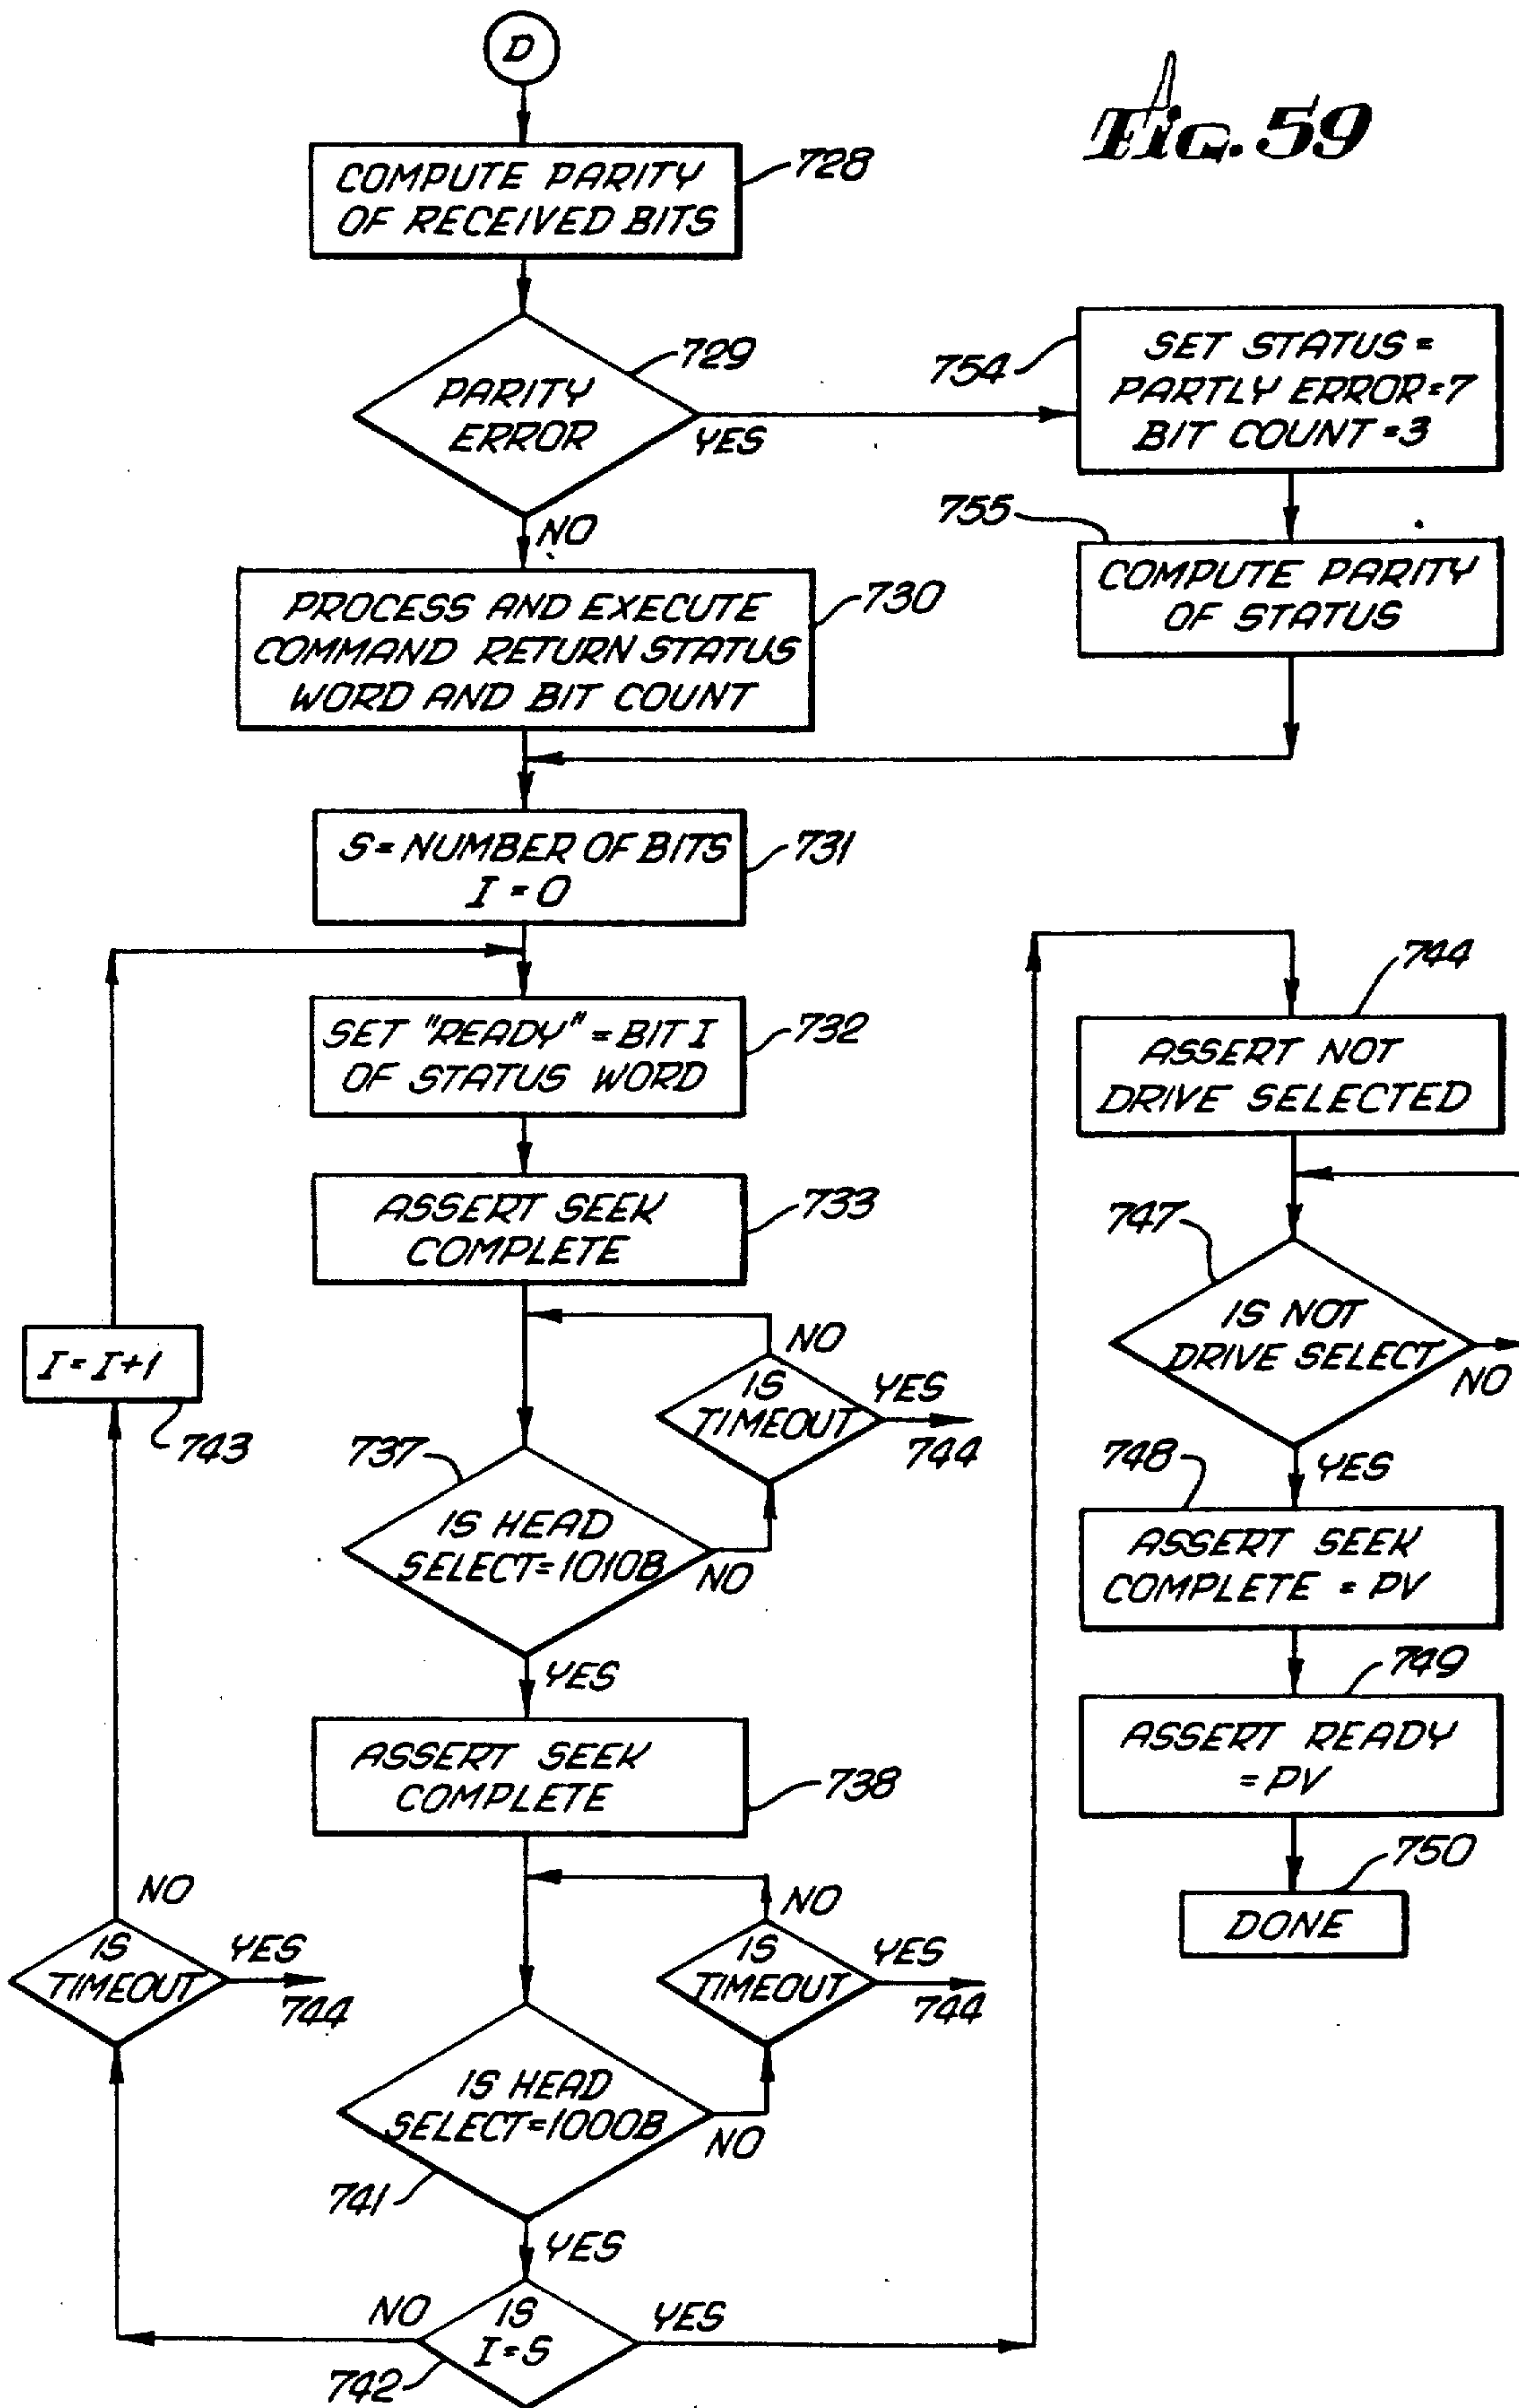 D
Fig. 59
COMPUTE PARITY
OF RECEIVED BITS
728
PARITY
ERROR
729
YES
NO
754
SET STATUS =
PARTLY ERROR=7
BIT COUNT=3
755
COMPUTE PARITY
OF STATUS
PROCESS AND EXECUTE
COMMAND RETURN STATUS
WORD AND BIT COUNT
730
S=NUMBER OF BITS
I=0
731
SET "READY"=BIT I
OF STATUS WORD
732
ASSERT SEEK
COMPLETE
733
NO
IS
TIMEOUT
YES
744
737
IS HEAD
SELECT=1010B
NO
YES
ASSERT SEEK
COMPLETE
738
NO
IS
TIMEOUT
YES
744
IS HEAD
SELECT=1000B
NO
741
YES
IS
I=S
742
NO
YES
IS
TIMEOUT
YES
744
NO
I=I+1
743
744
ASSERT NOT
DRIVE SELECTED
747
IS NOT
DRIVE SELECT
NO
YES
748
ASSERT SEEK
COMPLETE = PV
749
ASSERT READY
= PV
750
DONE